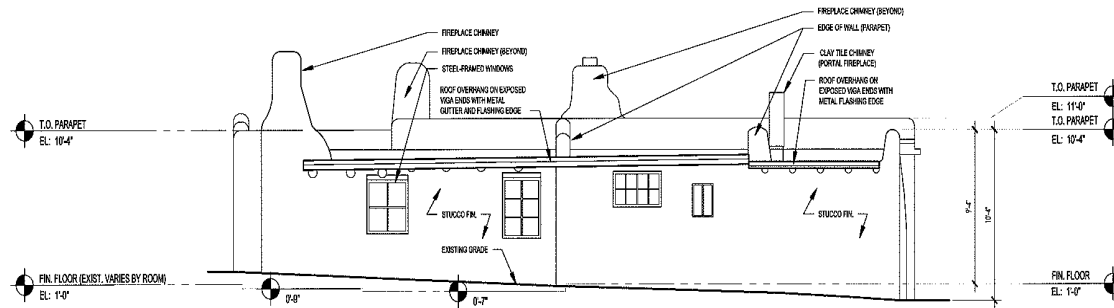 FIREPLACE CHIMNEY
FIREPLACE CHIMNEY (BEYOND)
STEEL-FRAMED WINDOWS
ROOF OVERHANG ON EXPOSED
VIGA ENDS WITH METAL
GUTTER AND FLASHING EDGE
FIREPLACE CHIMNEY (BEYOND)
EDGE OF WALL (PARAPET)
CLAY TILE CHIMNEY
(PORTAL FIREPLACE)
ROOF OVERHANG ON
EXPOSED VIGA ENDS WITH
METAL FLASHING EDGE
T.O. PARAPET
EL: 11'-0"
T.O. PARAPET
EL: 10'-4"
T.O. PARAPET
EL: 10'-4"
STUCCO FIN.
STUCCO FIN.
9'-4"
10'-4"
EXISTING GRADE
FIN. FLOOR (EXIST. VARIES BY ROOM)
EL: 1'-0"
0'-9"
0'-7"
FIN. FLOOR
EL: 1'-0"